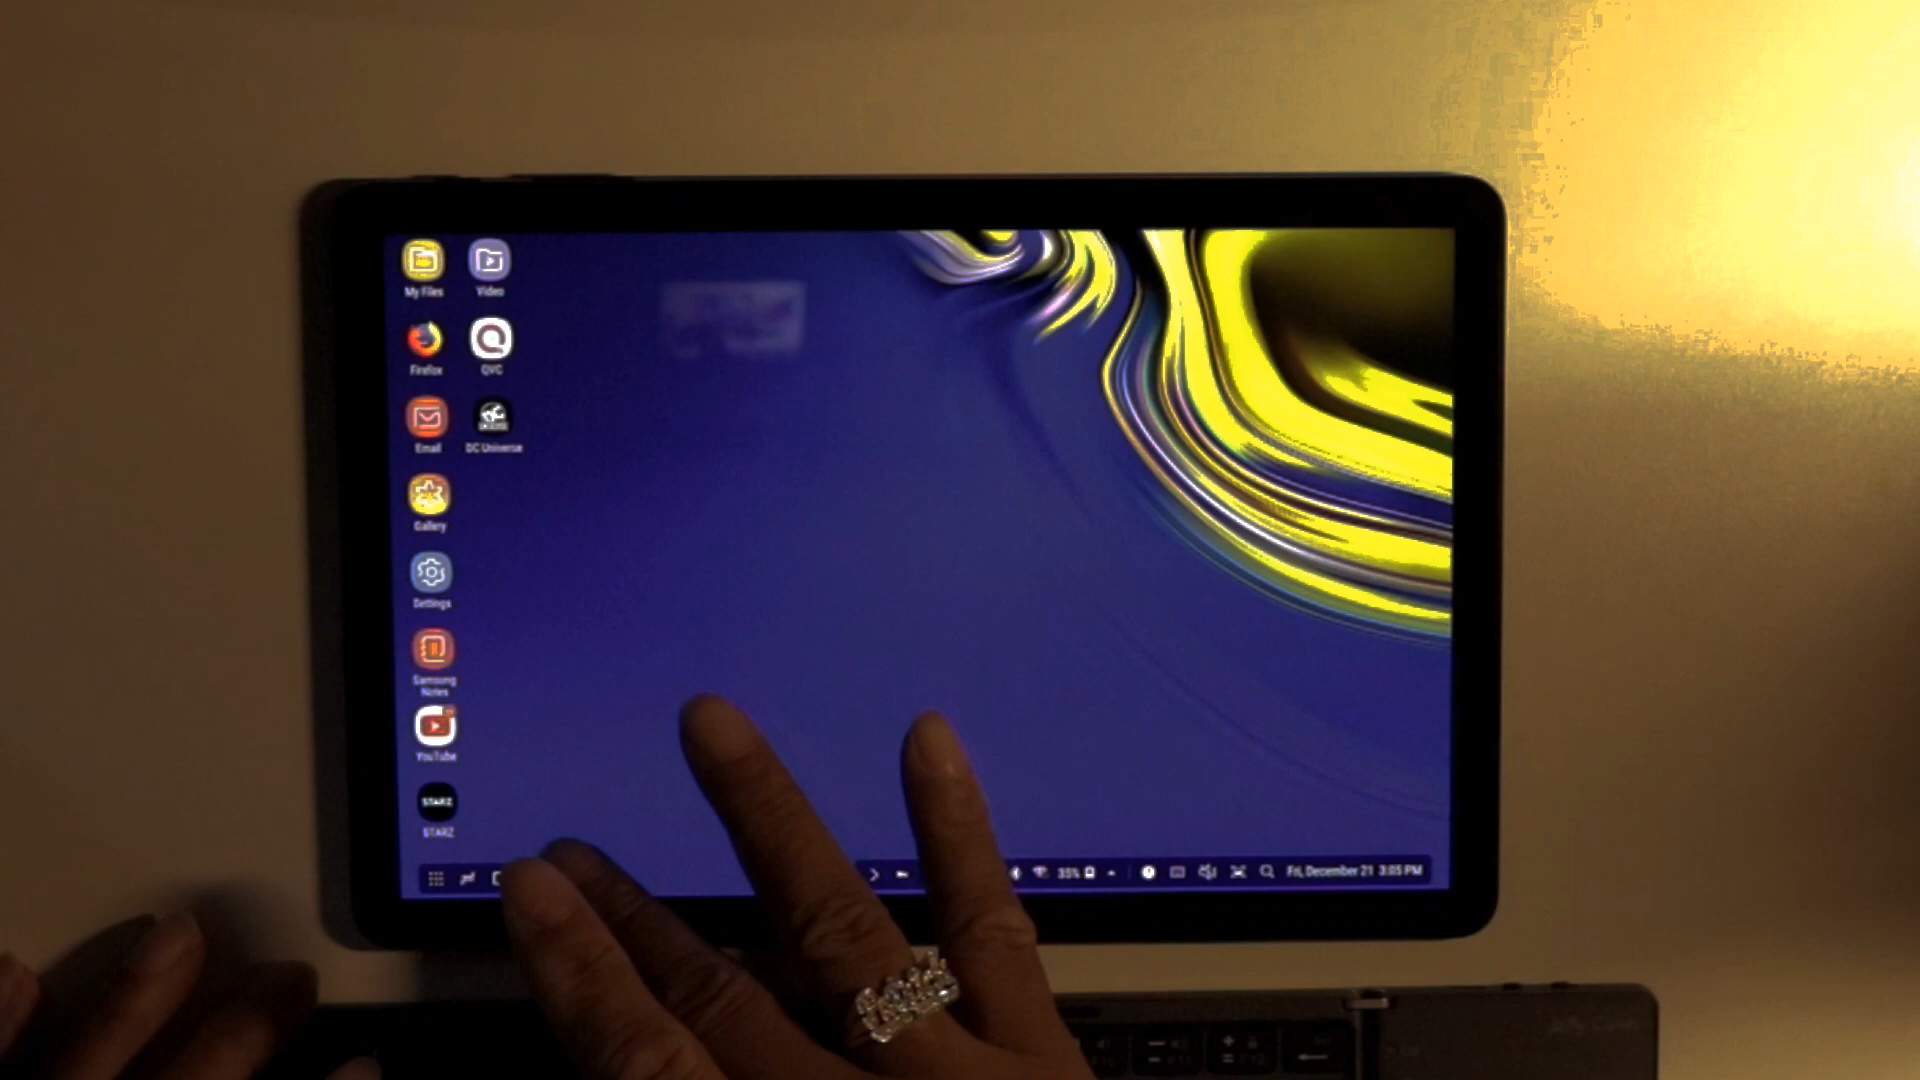 My Files
Video
Firefox
QVC
Email
DC Universe
Gallery
Settings
Samsung
Notes
YouTube
STARZ
STARZ
35%
Fri, December 21 3:05 PM